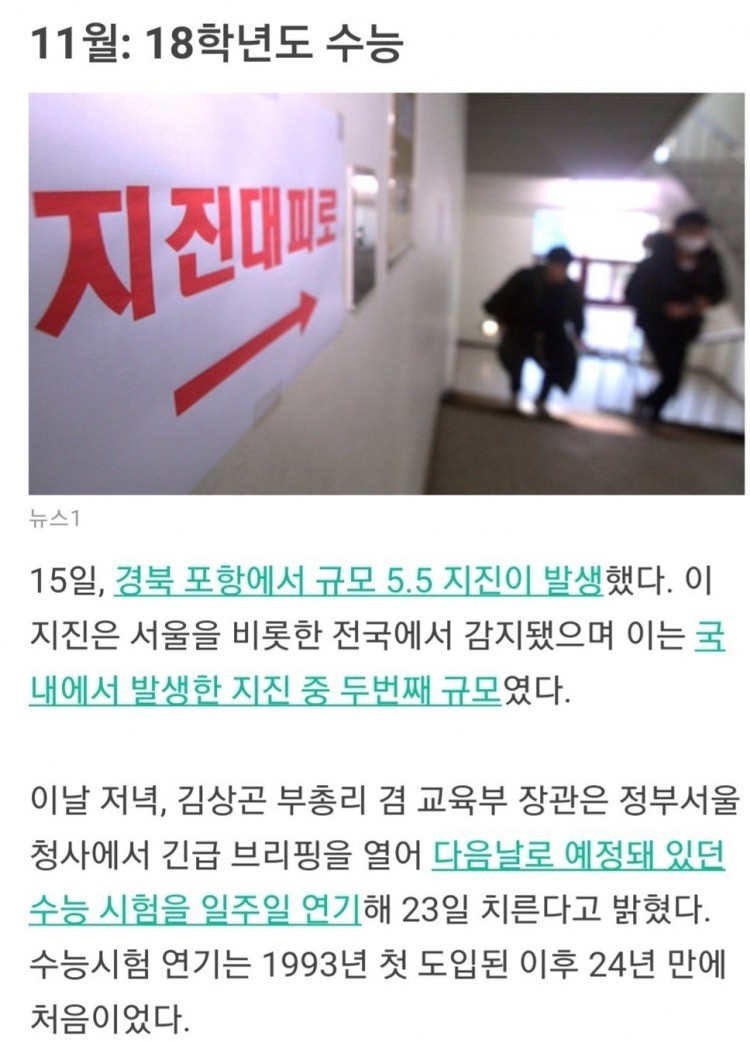 11월: 18학년도 수능
지진대피로
뉴스1
15일, 경북 포항에서 규모 5.5 지진이 발생했다. 이
지진은 서울을 비롯한 전국에서 감지됐으며 이는 국
내에서 발생한 지진 중 두번째 규모였다.
이날 저녁, 김상곤 부총리 겸 교육부 장관은 정부서울
청사에서 긴급 브리핑을 열어 다음날로 예정돼 있던
수능 시험을 일주일 연기해 23일 치른다고 밝혔다.
수능시험 연기는 1993년 첫 도입된 이후 24년 만에
처음이었다.